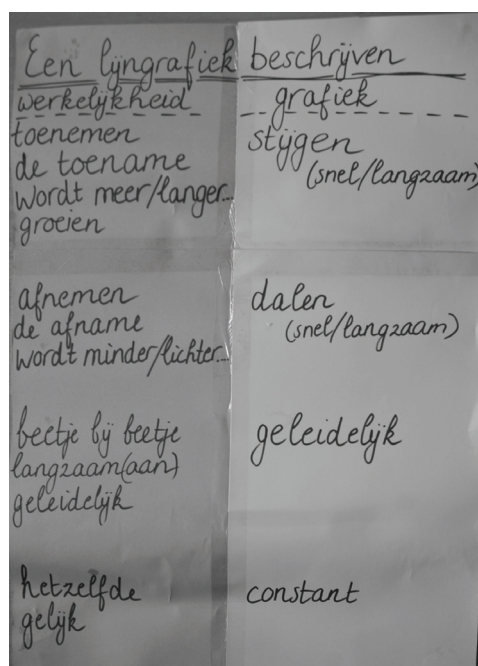 Een lijngrafiek beschrijven
werkelijkheid grafiek
toenemen stijgen
de toename (snel/langzaam)
wordt meer/langer...
groeien
afnemen dalen
de afname (snel/langzaam)
wordt minder/lichter...
beetje bij beetje geleidelijk
langzaam(aan)
geleidelijk
hetzelfde constant
gelijk